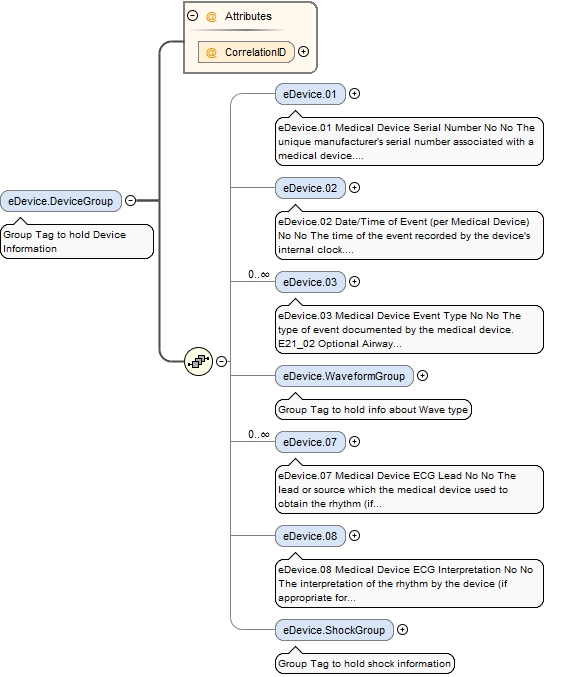 Attributes
@ CorrelationID
eDevice.01
eDevice.01 Medical Device Serial Number No No The
unique manufacturer's serial number associated with a
medical device....
eDevice.02
eDevice.02 Date/Time of Event (per Medical Device)
No No The time of the event recorded by the device's
internal clock....
eDevice.DeviceGroup
Group Tag to hold Device
Information
0..∞
eDevice.03
eDevice.03 Medical Device Event Type No No The
type of event documented by the medical device.
E21_02 Optional Airway...
eDevice.WaveformGroup
Group Tag to hold info about Wave type
0..∞
eDevice.07
eDevice.07 Medical Device ECG Lead No No The
lead or source which the medical device used to
obtain the rhythm (if...
eDevice.08
eDevice.08 Medical Device ECG Interpretation No No
The interpretation of the rhythm by the device (if
appropriate for...
eDevice.ShockGroup
Group Tag to hold shock information